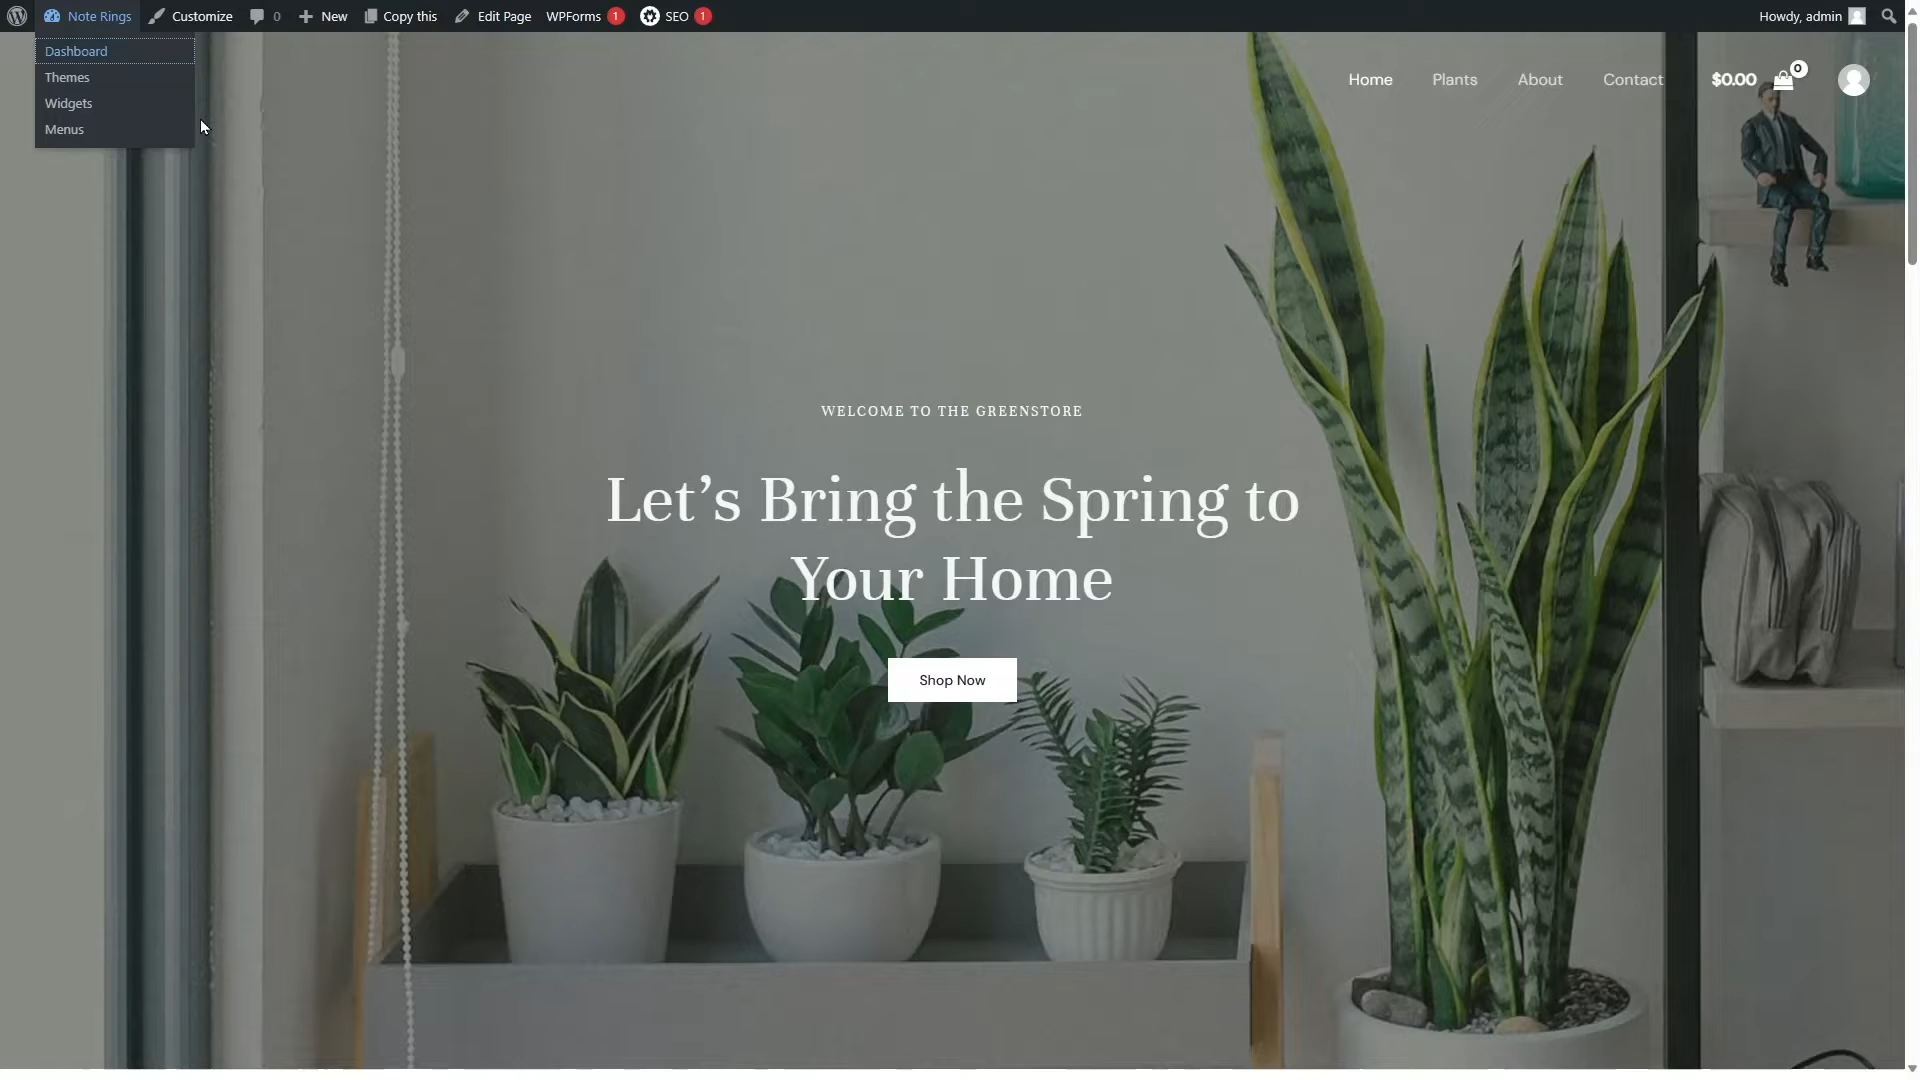 Note Rings Customize 0 New Copy this Edit Page WPForms 1 SEO 1 Howdy, admin
Dashboard
Themes
Widgets
Menus
Home Plants About Contact $0.00 0
WELCOME TO THE GREENSTORE
Let’s Bring the Spring to
Your Home
Shop Now